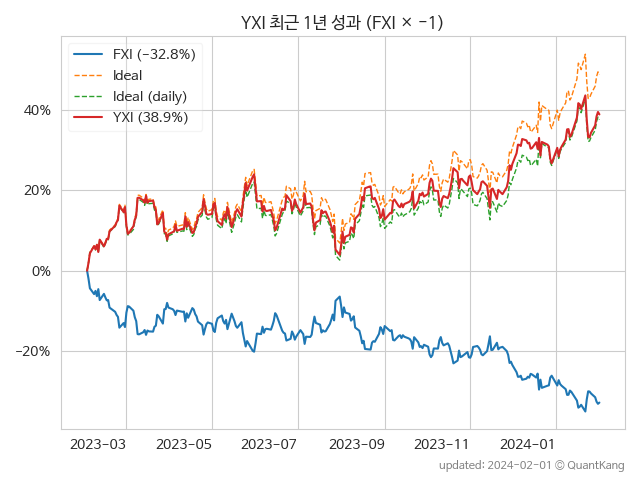 YXI 최근 1년 성과 (FXI × -1)
FXI (-32.8%)
Ideal
Ideal (daily)
YXI (38.9%)
40%
20%
0%
−20%
2023-03 2023-05 2023-07 2023-09 2023-11 2024-01
updated: 2024-02-01 © QuantKang